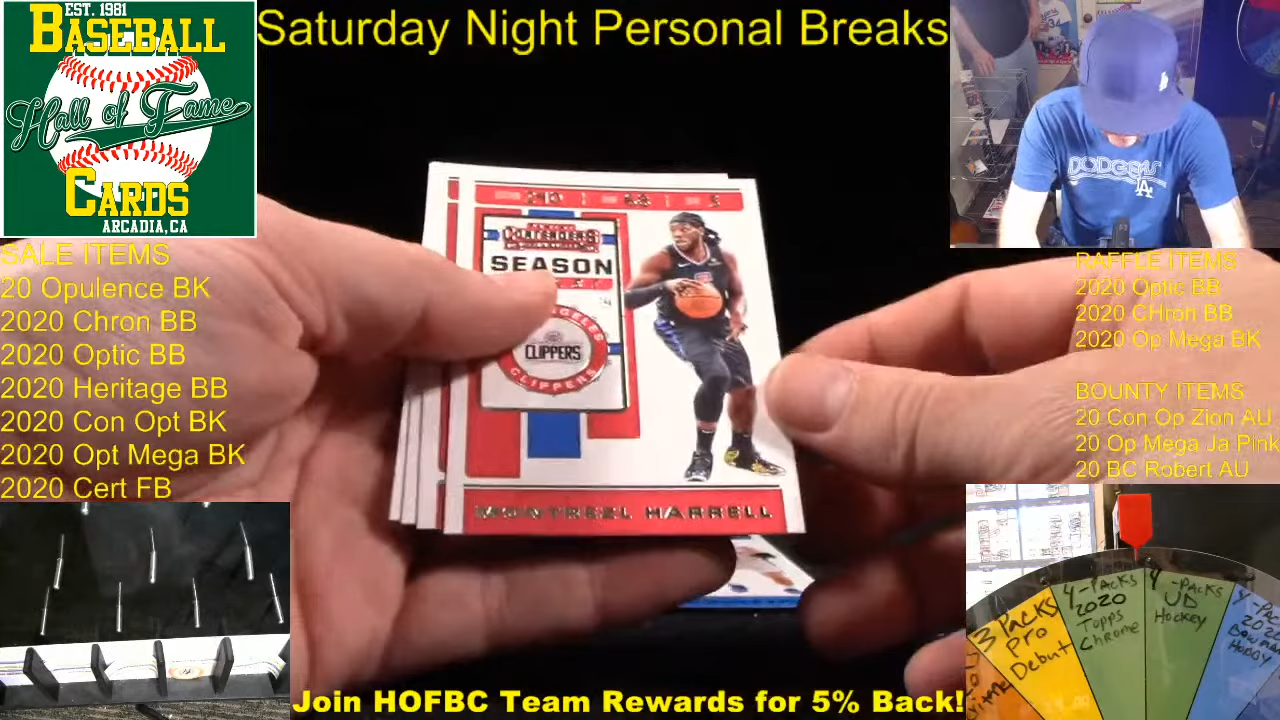 EST. 1981
BASEBALL
Hall of Fame
CARDS
ARCADIA, CA
Saturday Night Personal Breaks
SALE ITEMS
20 Opulence BK
2020 Chron BB
2020 Optic BB
2020 Heritage BB
2020 Con Opt BK
2020 Opt Mega BK
2020 Cert FB
CONTENDERS
SEASON
CLIPPERS
CLIPPERS
MONTREZL HARRELL
DODGERS
LA
RAFFLE ITEMS
2020 Optic BB
2020 CHron BB
2020 Op Mega BK
BOUNTY ITEMS
20 Con Op Zion AU
20 Op Mega Ja Pink
20 BC Robert AU
3 Packs
Pro
Debut
4-Packs
2020
Topps
Chrome
4-Packs
UD
Hockey
Bowman
Hobby
Join HOFBC Team Rewards for 5% Back!